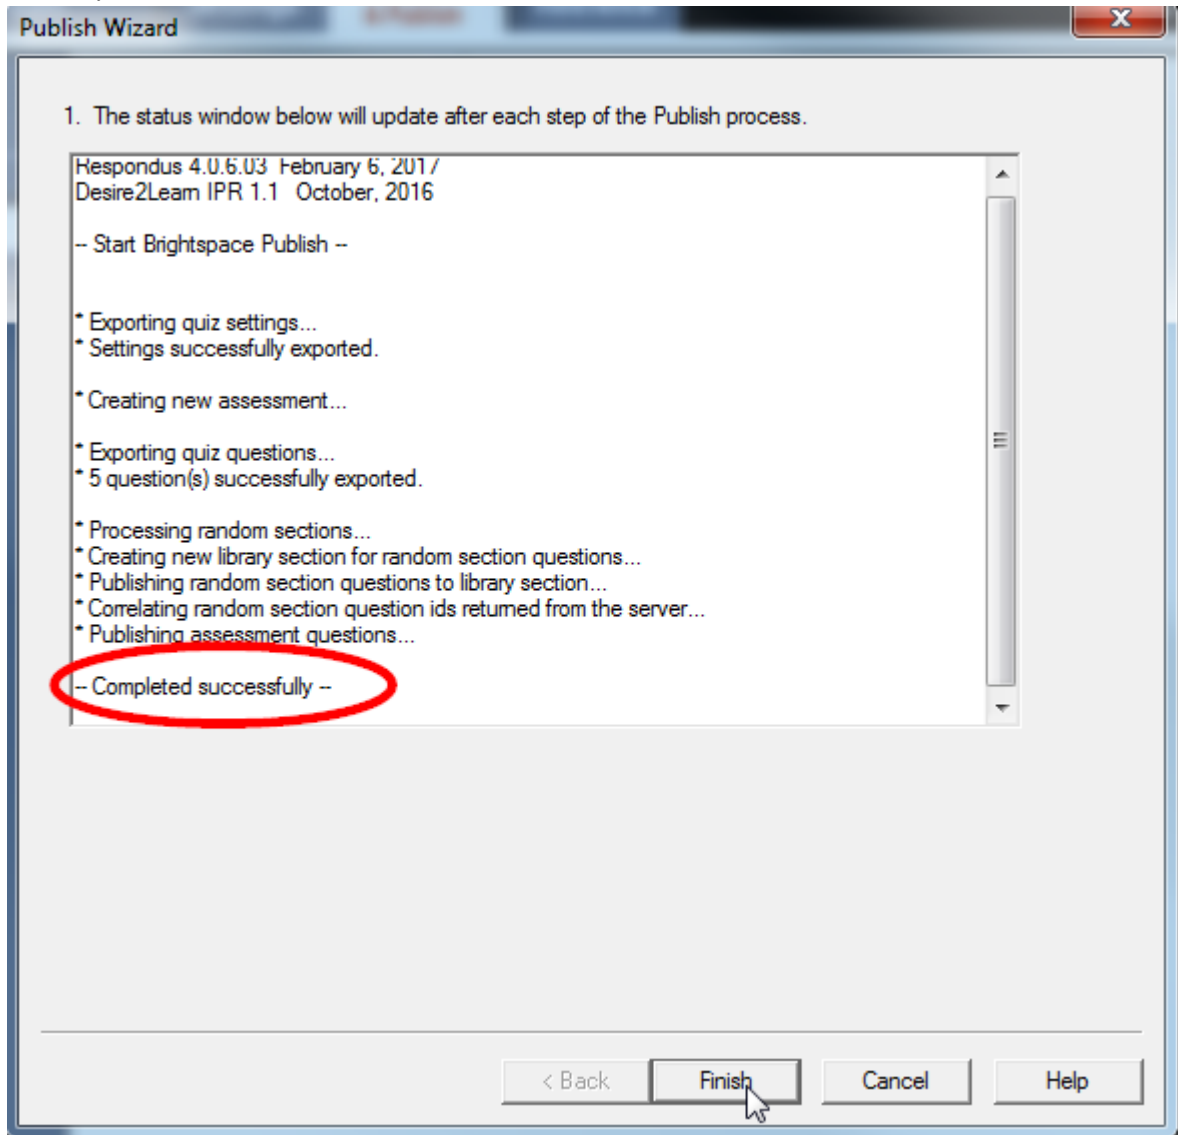 Publish Wizard
X
1. The status window below will update after each step of the Publish process.
Respondus 4.0.6.03 February 6, 2017
Desire2Learn IPR 1.1 October, 2016
-- Start Brightspace Publish --
* Exporting quiz settings...
* Settings successfully exported.
* Creating new assessment...
* Exporting quiz questions...
* 5 question(s) successfully exported.
* Processing random sections...
* Creating new library section for random section questions...
* Publishing random section questions to library section...
* Correlating random section question ids returned from the server...
* Publishing assessment questions...
-- Completed successfully --
< Back
Finish
Cancel
Help